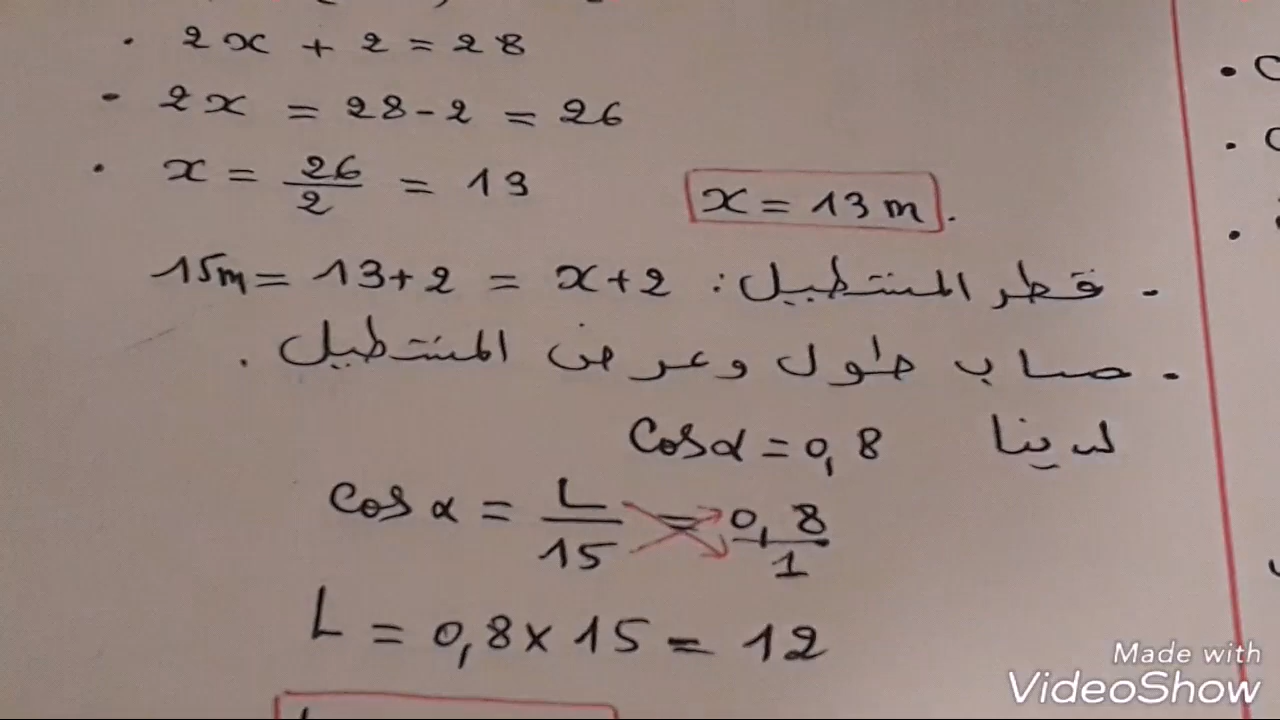 . 2x + 2 = 28
- 2x = 28 - 2 = 26
. x = 26/2 = 13
x = 13 m.
- قطر المستطيل: x + 2 = 13 + 2 = 15m
. حساب طول وعرض المستطيل.
لدينا cos α = 0,8
cos α = L/15 = 0,8/1
L = 0,8 × 15 = 12
Made with
VideoShow